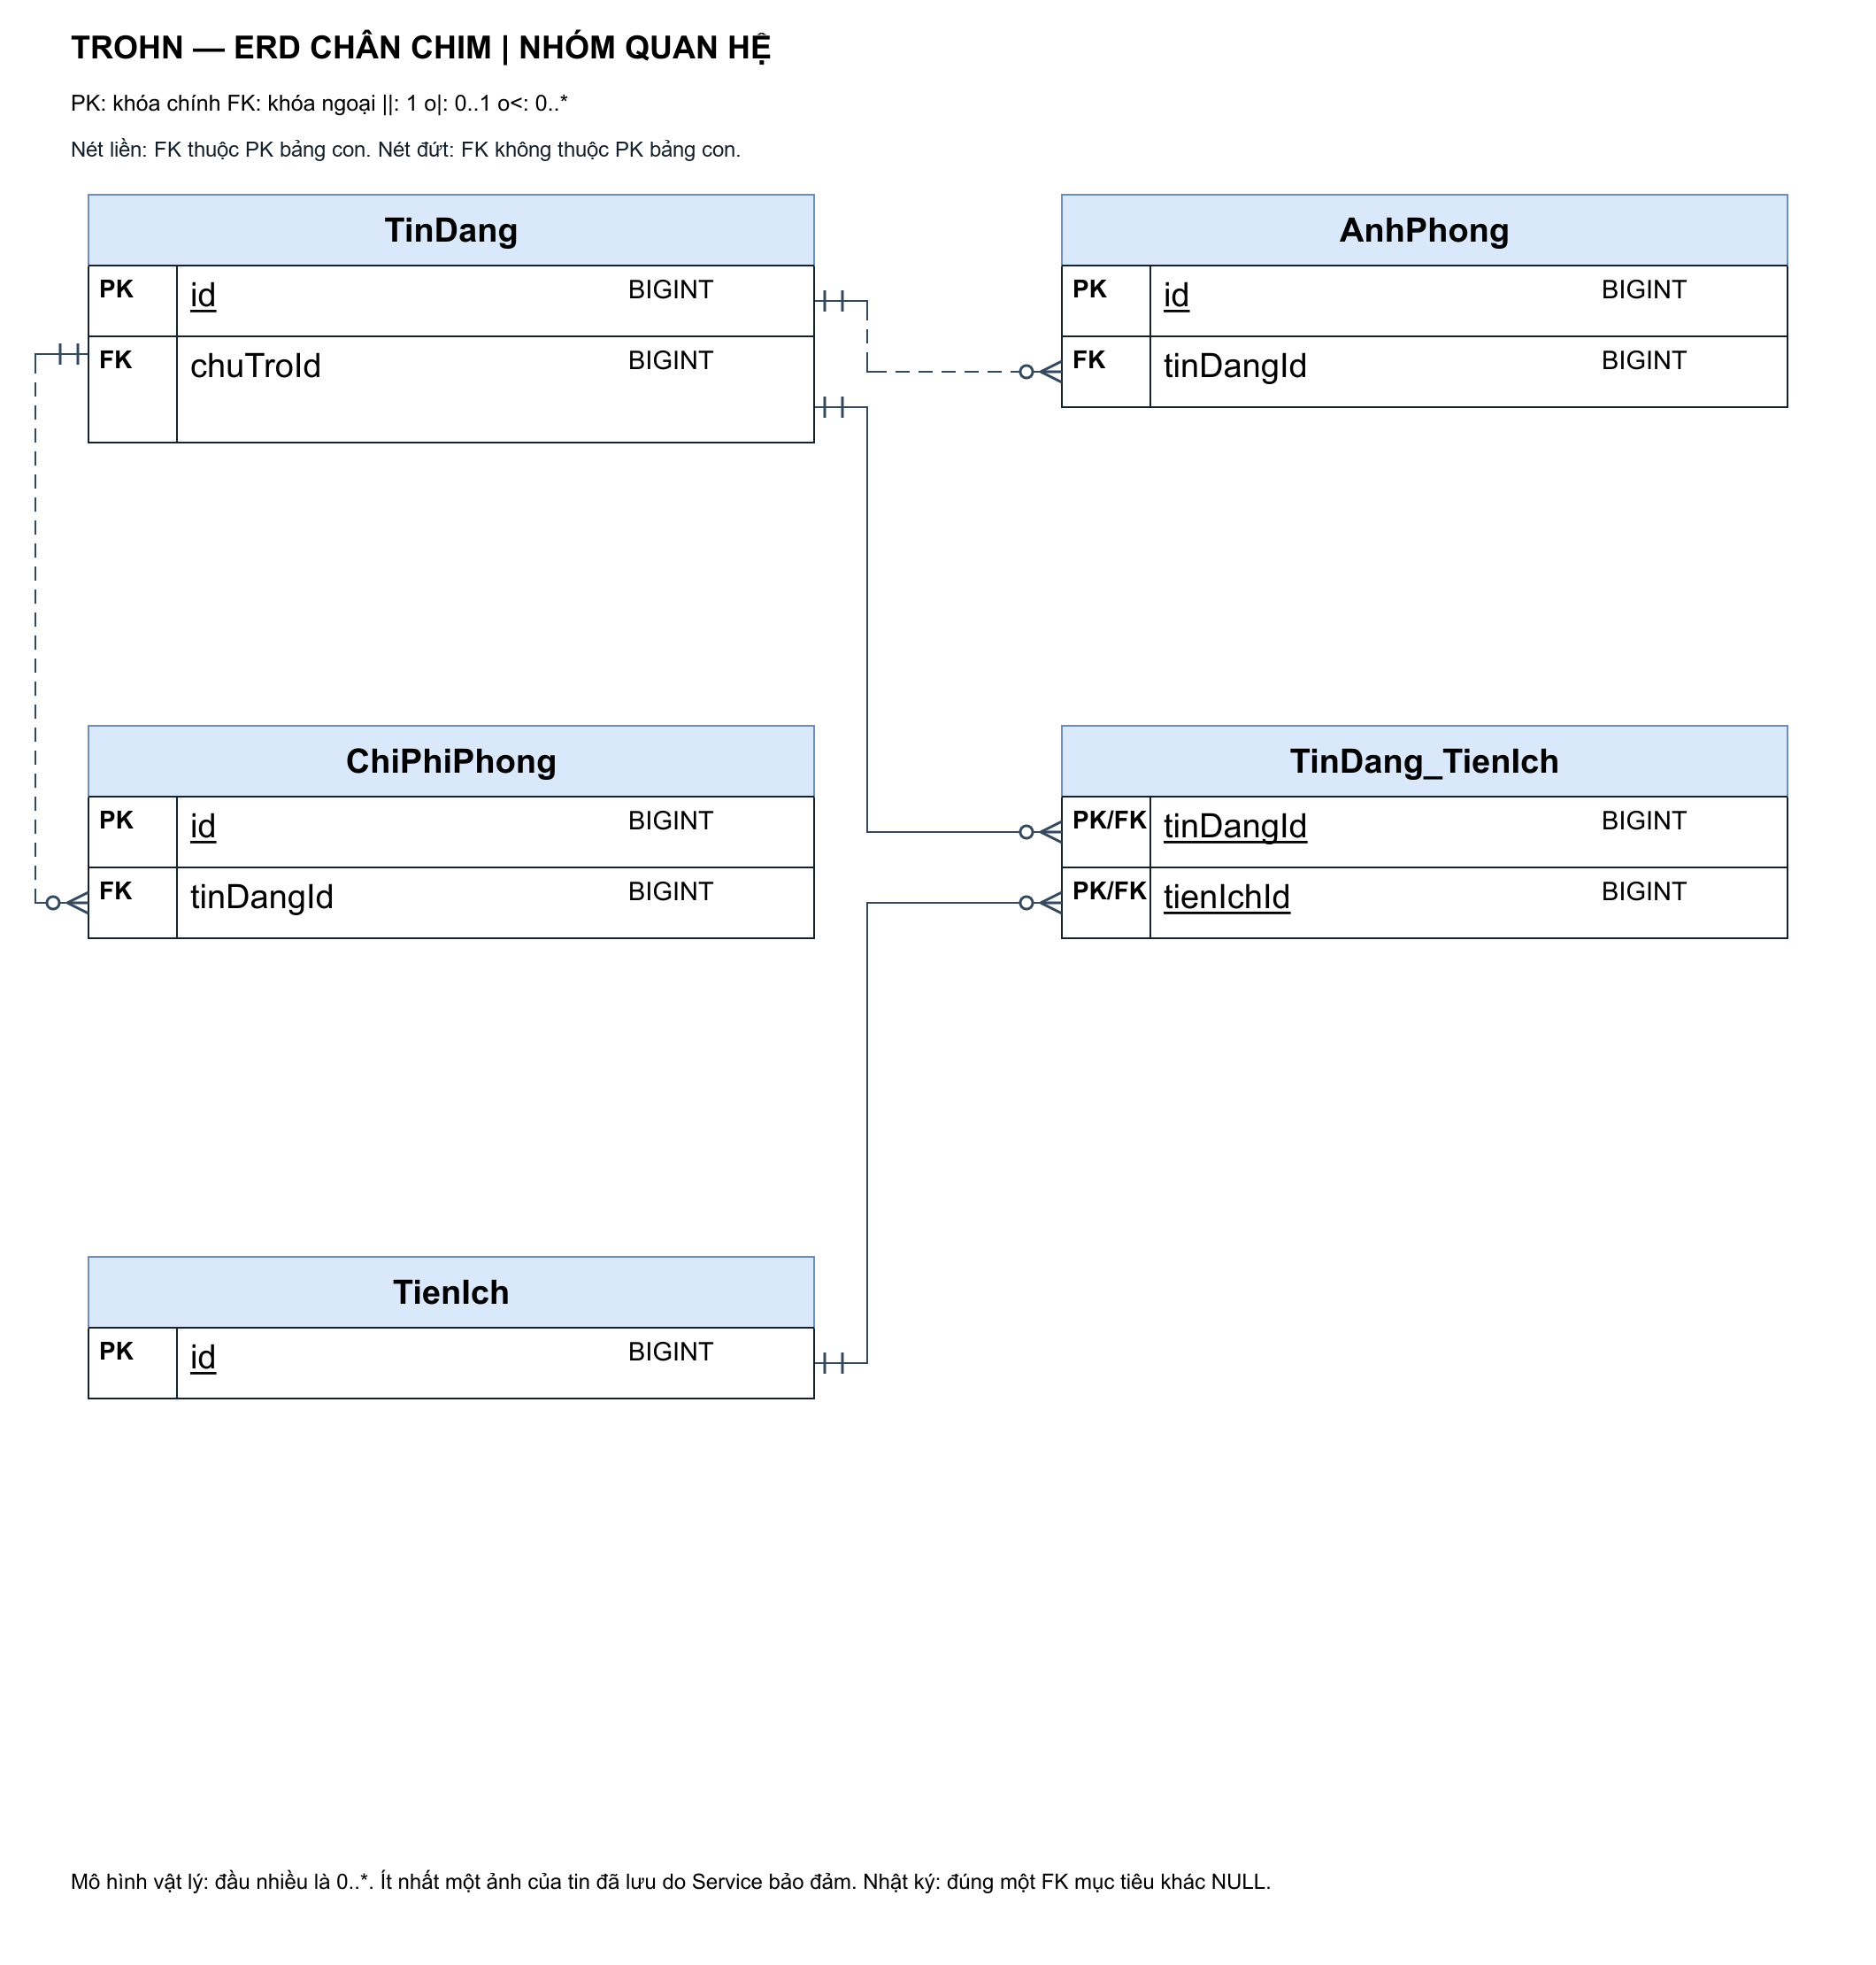 TROHN — ERD CHÂN CHIM | NHÓM QUAN HỆ
PK: khóa chính FK: khóa ngoại ||: 1 o|: 0..1 o<: 0..*
Nét liền: FK thuộc PK bảng con. Nét đứt: FK không thuộc PK bảng con.
TinDang
PK id BIGINT
FK chuTroId BIGINT
AnhPhong
PK id BIGINT
FK tinDangId BIGINT
ChiPhiPhong
PK id BIGINT
FK tinDangId BIGINT
TinDang_TienIch
PK/FK tinDangId BIGINT
PK/FK tienIchId BIGINT
TienIch
PK id BIGINT
Mô hình vật lý: đầu nhiều là 0..*. Ít nhất một ảnh của tin đã lưu do Service bảo đảm. Nhật ký: đúng một FK mục tiêu khác NULL.